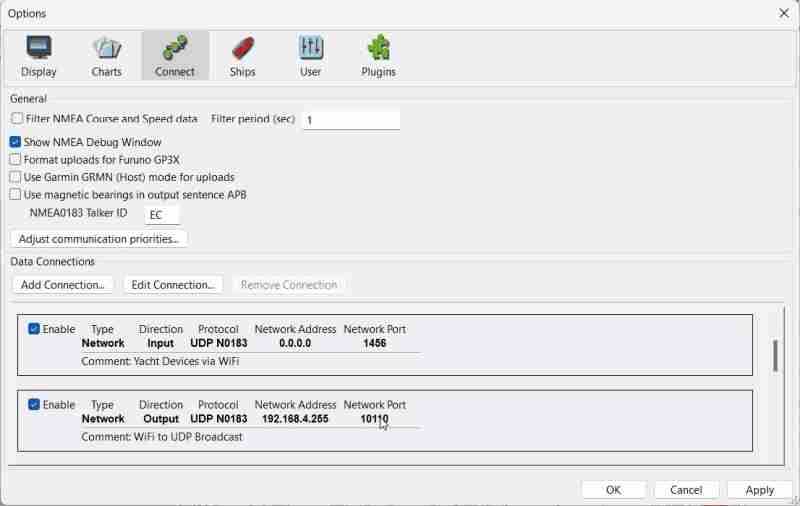 Options
Display Charts Connect Ships User Plugins
General
Filter NMEA Course and Speed data Filter period (sec) 1
Show NMEA Debug Window
Format uploads for Furuno GP3X
Use Garmin GRMN (Host) mode for uploads
Use magnetic bearings in output sentence APB
NMEA0183 Talker ID EC
Adjust communication priorities...
Data Connections
Add Connection... Edit Connection... Remove Connection
Enable Type Direction Protocol Network Address Network Port
Network Input UDP N0183 0.0.0.0 1456
Comment: Yacht Devices via WiFi
Enable Type Direction Protocol Network Address Network Port
Network Output UDP N0183 192.168.4.255 10110
Comment: WiFi to UDP Broadcast
OK Cancel Apply